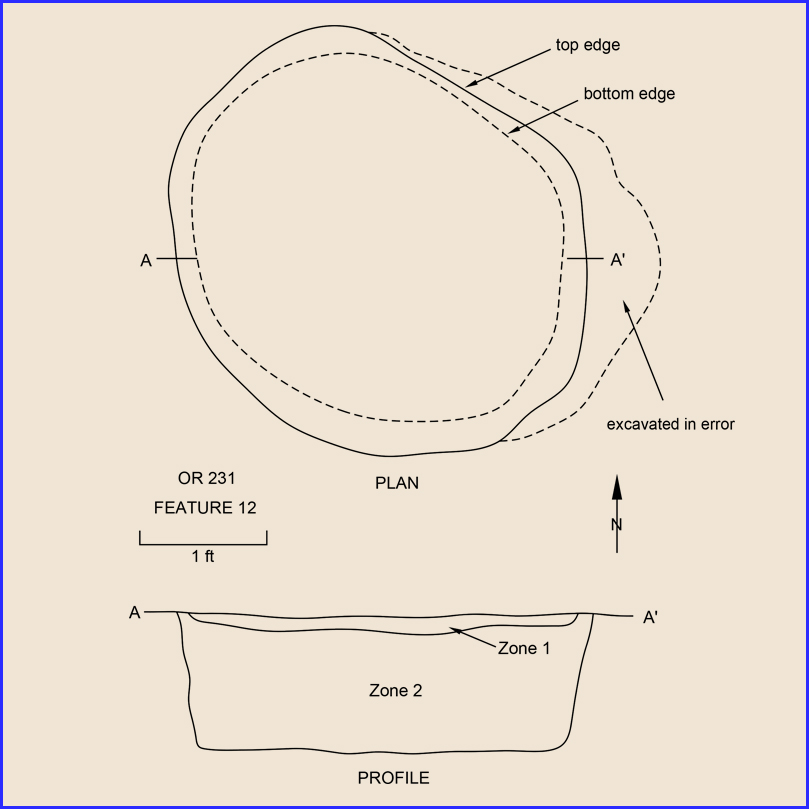 top edge
bottom edge
A
A'
excavated in error
OR 231
FEATURE 12
1 ft
PLAN
N
A
A'
Zone 1
Zone 2
PROFILE